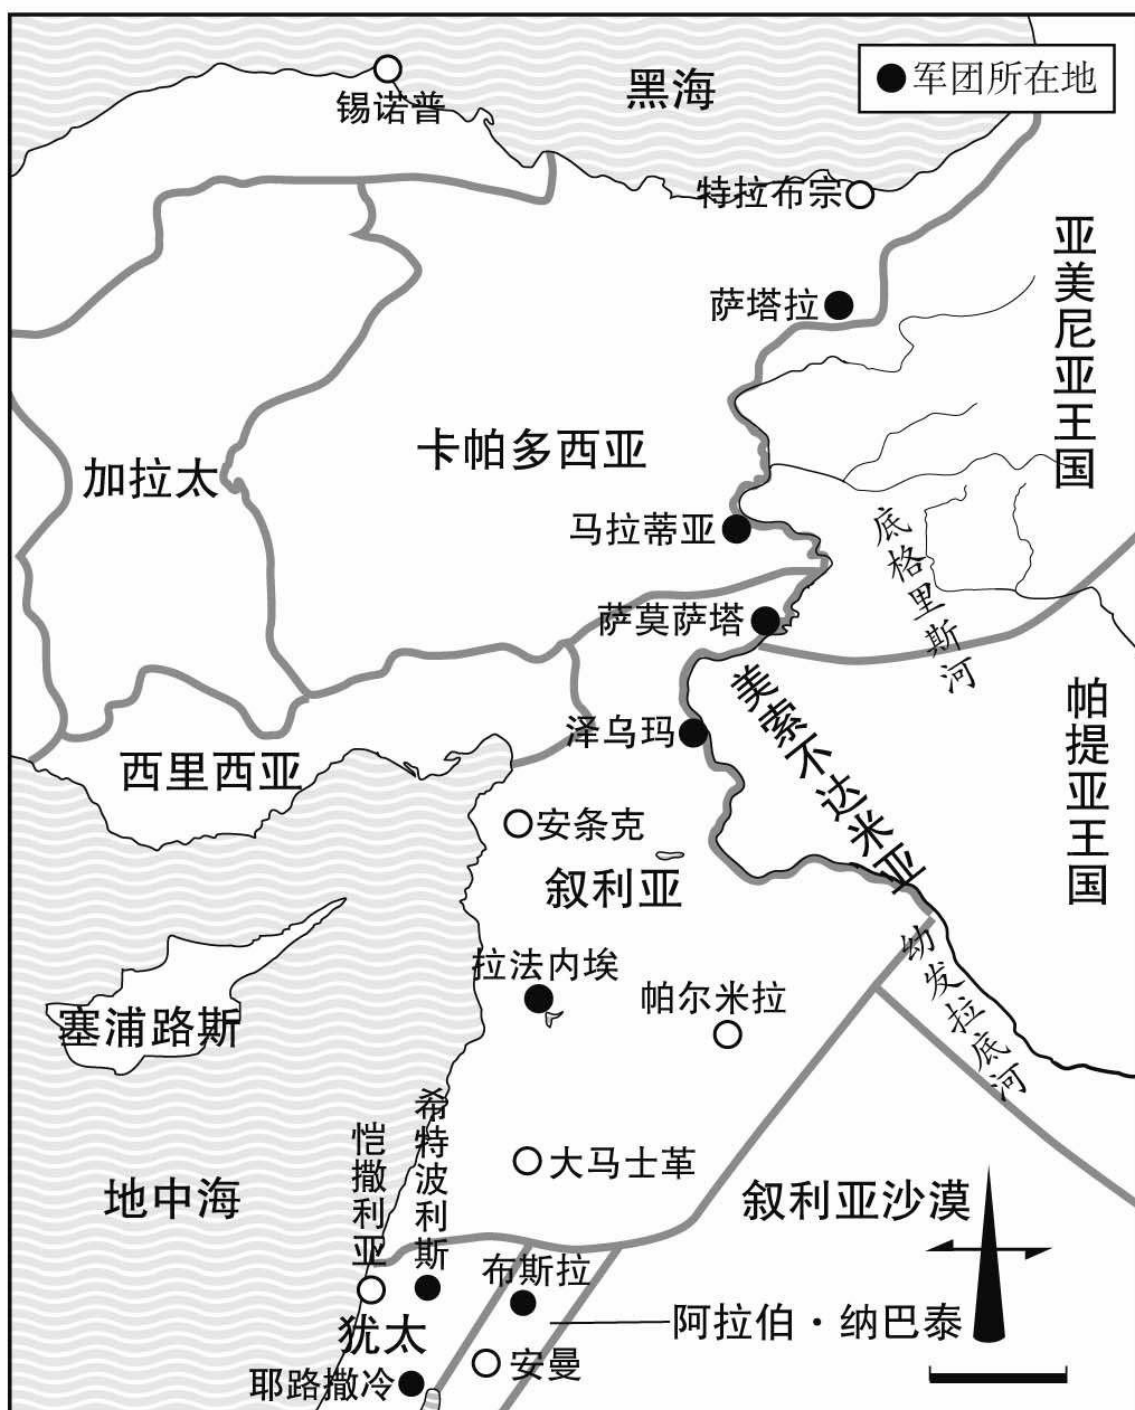 黑海
军团所在地
锡诺普
特拉布宗
亚美尼亚王国
萨塔拉
卡帕多西亚
加拉太
马拉蒂亚
底格里斯河
萨莫萨塔
美索不达米亚
帕提亚王国
泽乌玛
西里西亚
安条克
叙利亚
幼发拉底河
拉法内埃
帕尔米拉
塞浦路斯
希特波利斯
恺撒利亚
大马士革
地中海
叙利亚沙漠
布斯拉
阿拉伯·纳巴泰
犹太
安曼
耶路撒冷